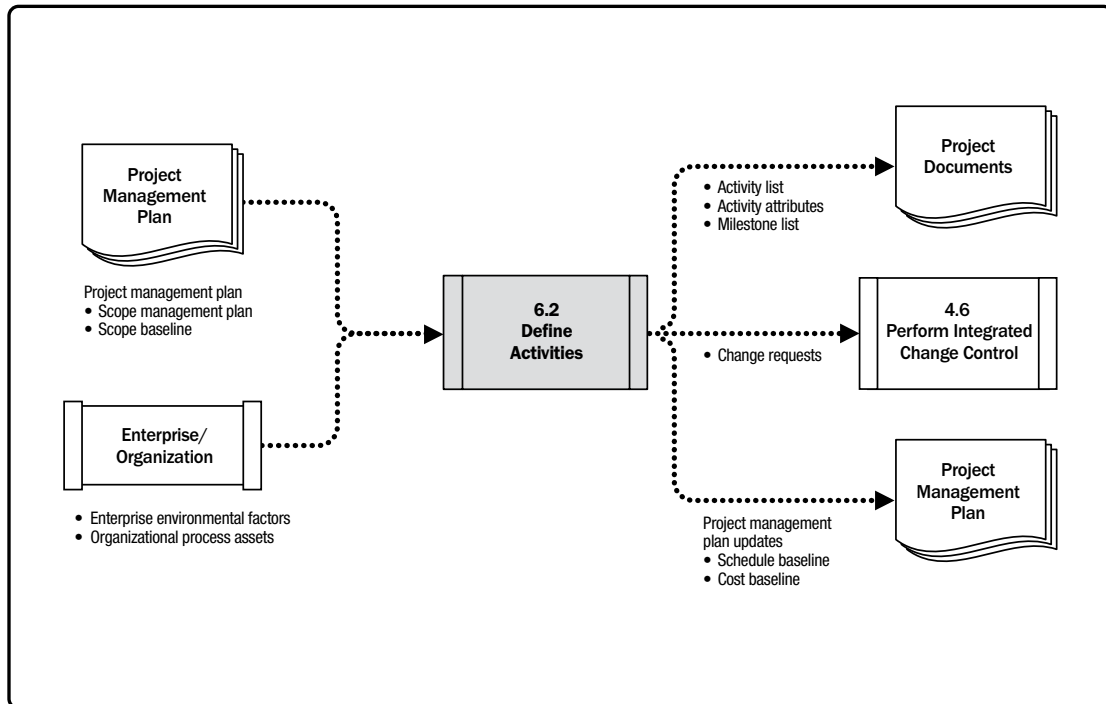 Project
Management
Plan
Project management plan
• Scope management plan
• Scope baseline
Enterprise/
Organization
• Enterprise environmental factors
• Organizational process assets
6.2
Define
Activities
Project
Documents
• Activity list
• Activity attributes
• Milestone list
4.6
Perform Integrated
Change Control
• Change requests
Project
Management
Plan
Project management
plan updates
• Schedule baseline
• Cost baseline